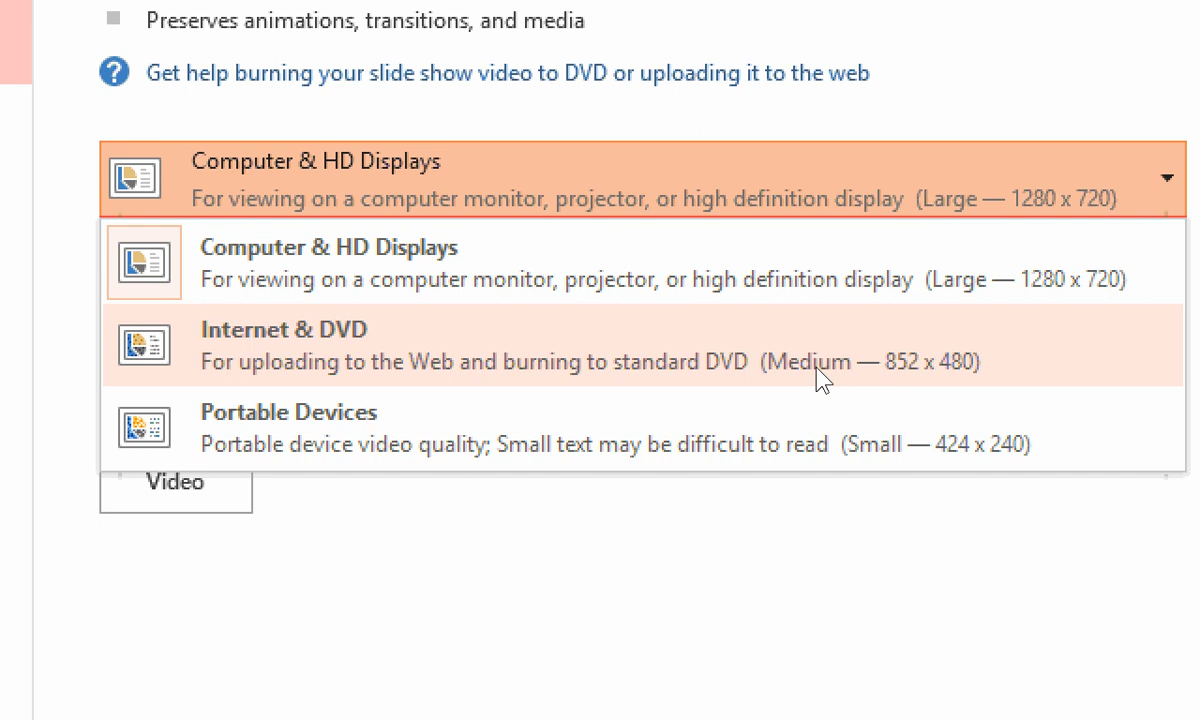 Preserves animations, transitions, and media
? Get help burning your slide show video to DVD or uploading it to the web
Computer & HD Displays
For viewing on a computer monitor, projector, or high definition display (Large — 1280 x 720)
Computer & HD Displays
For viewing on a computer monitor, projector, or high definition display (Large — 1280 x 720)
Internet & DVD
For uploading to the Web and burning to standard DVD (Medium — 852 x 480)
Portable Devices
Portable device video quality; Small text may be difficult to read (Small — 424 x 240)
Video